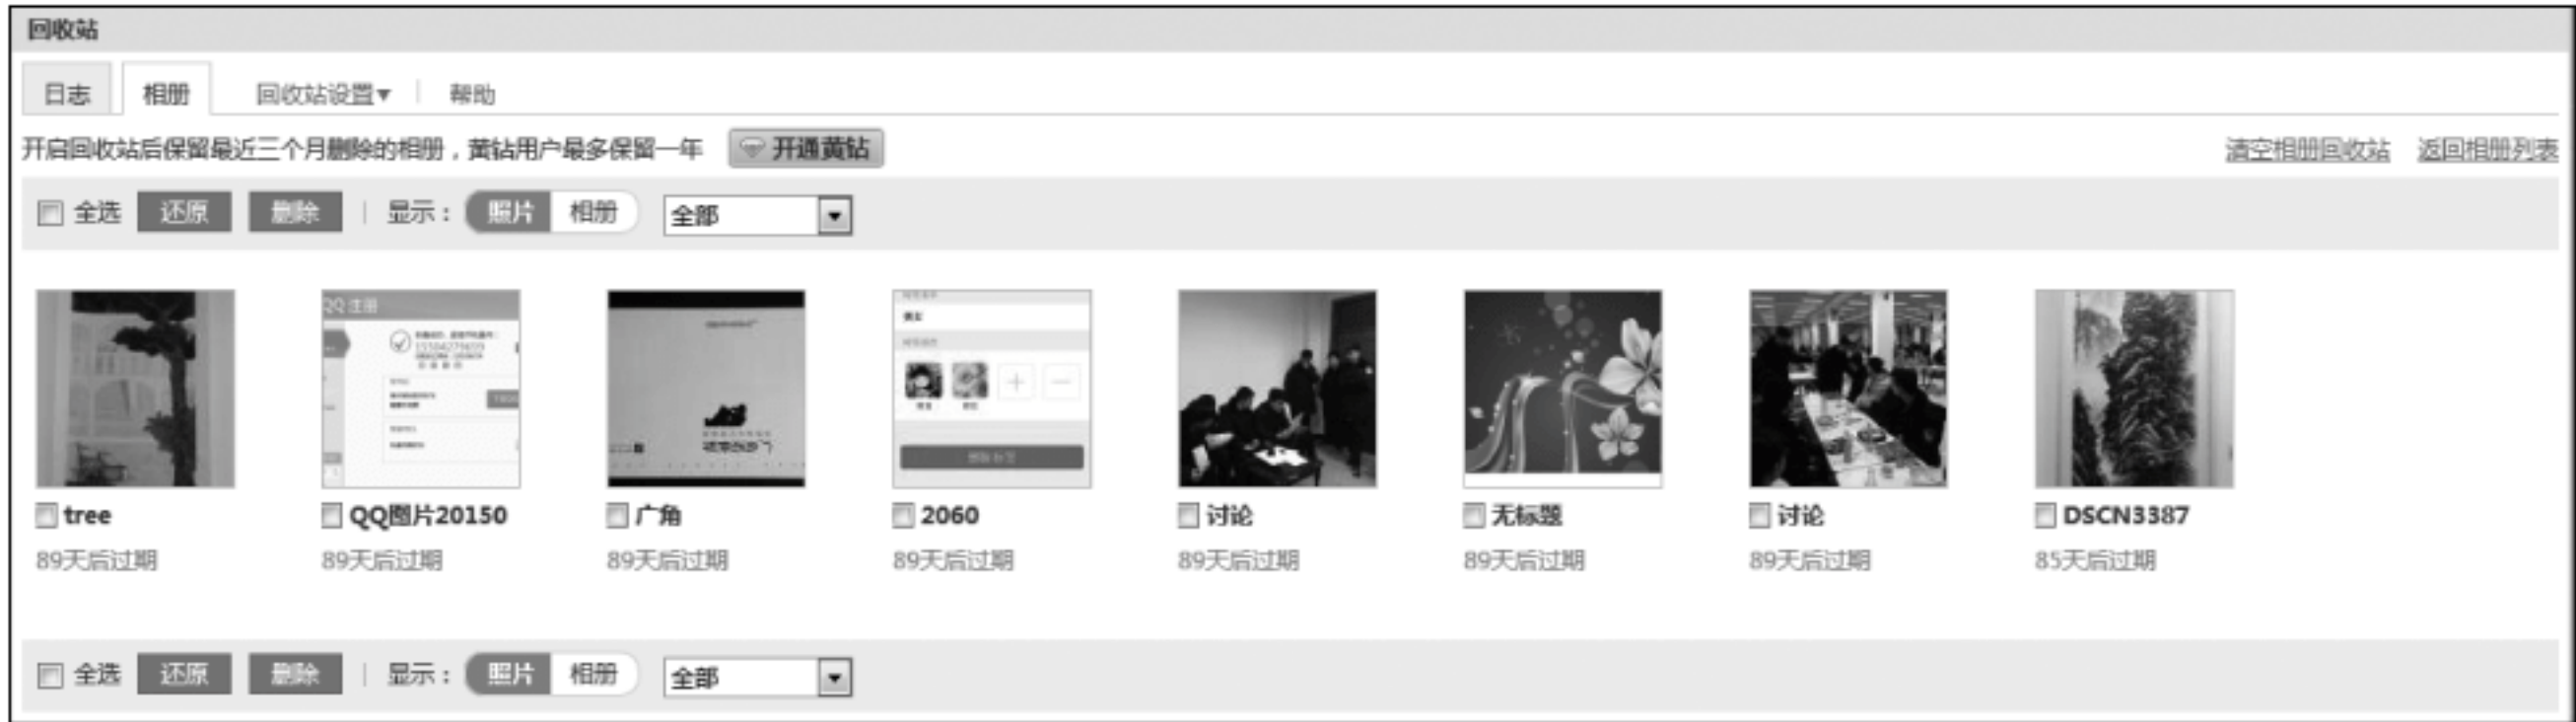 回收站
日志 相册 回收站设置▼ | 帮助
开启回收站后保留最近三个月删除的相册，黄钻用户最多保留一年 开通黄钻 清空相册回收站 返回相册列表
全选 还原 删除 | 显示： 照片 相册 全部
QQ 注册
tree QQ图片20150 广角 2060 讨论 无标题 讨论 DSCN3387
89天后过期 89天后过期 89天后过期 89天后过期 89天后过期 89天后过期 89天后过期 85天后过期
全选 还原 删除 | 显示： 照片 相册 全部